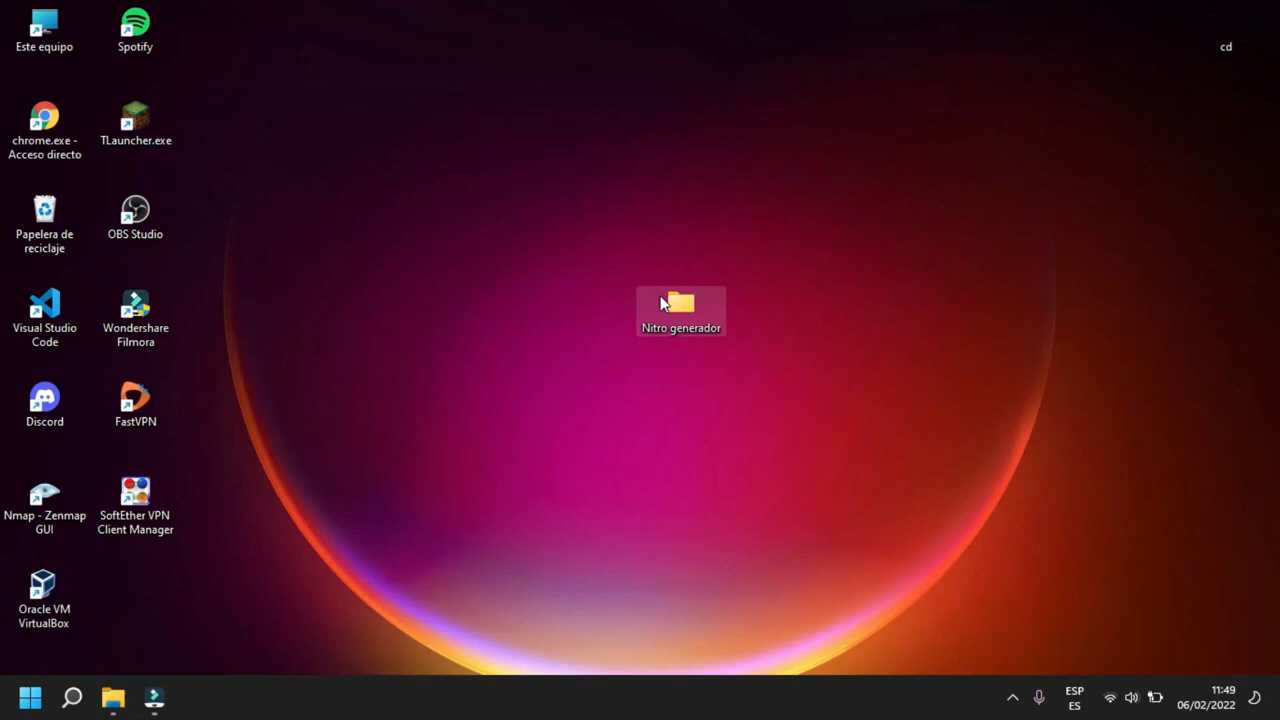 Este equipo
Spotify
cd
chrome.exe -
Acceso directo
TLauncher.exe
Papelera de
reciclaje
OBS Studio
Visual Studio
Code
Wondershare
Filmora
Nitro generador
Discord
FastVPN
Nmap - Zenmap
GUI
SoftEther VPN
Client Manager
Oracle VM
VirtualBox
ESP
ES
11:49
06/02/2022